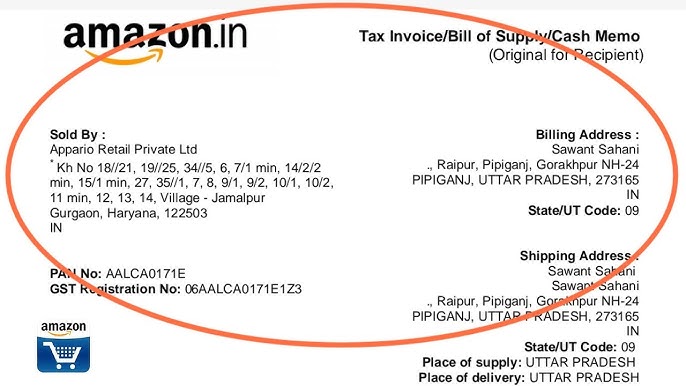 amazon.in
Tax Invoice/Bill of Supply/Cash Memo
(Original for Recipient)
Sold By :
Appario Retail Private Ltd
* Kh No 18//21, 19//25, 34//5, 6, 7/1 min, 14/2/2
min, 15/1 min, 27, 35//1, 7, 8, 9/1, 9/2, 10/1, 10/2,
11 min, 12, 13, 14, Village - Jamalpur
Gurgaon, Haryana, 122503
IN
PAN No: AALCA0171E
GST Registration No: 06AALCA0171E1Z3
Billing Address :
Sawant Sahani
., Raipur, Pipiganj, Gorakhpur NH-24
PIPIGANJ, UTTAR PRADESH, 273165
IN
State/UT Code: 09
Shipping Address :
Sawant Sahani
Sawant Sahani
., Raipur, Pipiganj, Gorakhpur NH-24
PIPIGANJ, UTTAR PRADESH, 273165
IN
State/UT Code: 09
Place of supply: UTTAR PRADESH
Place of delivery: UTTAR PRADESH
amazon